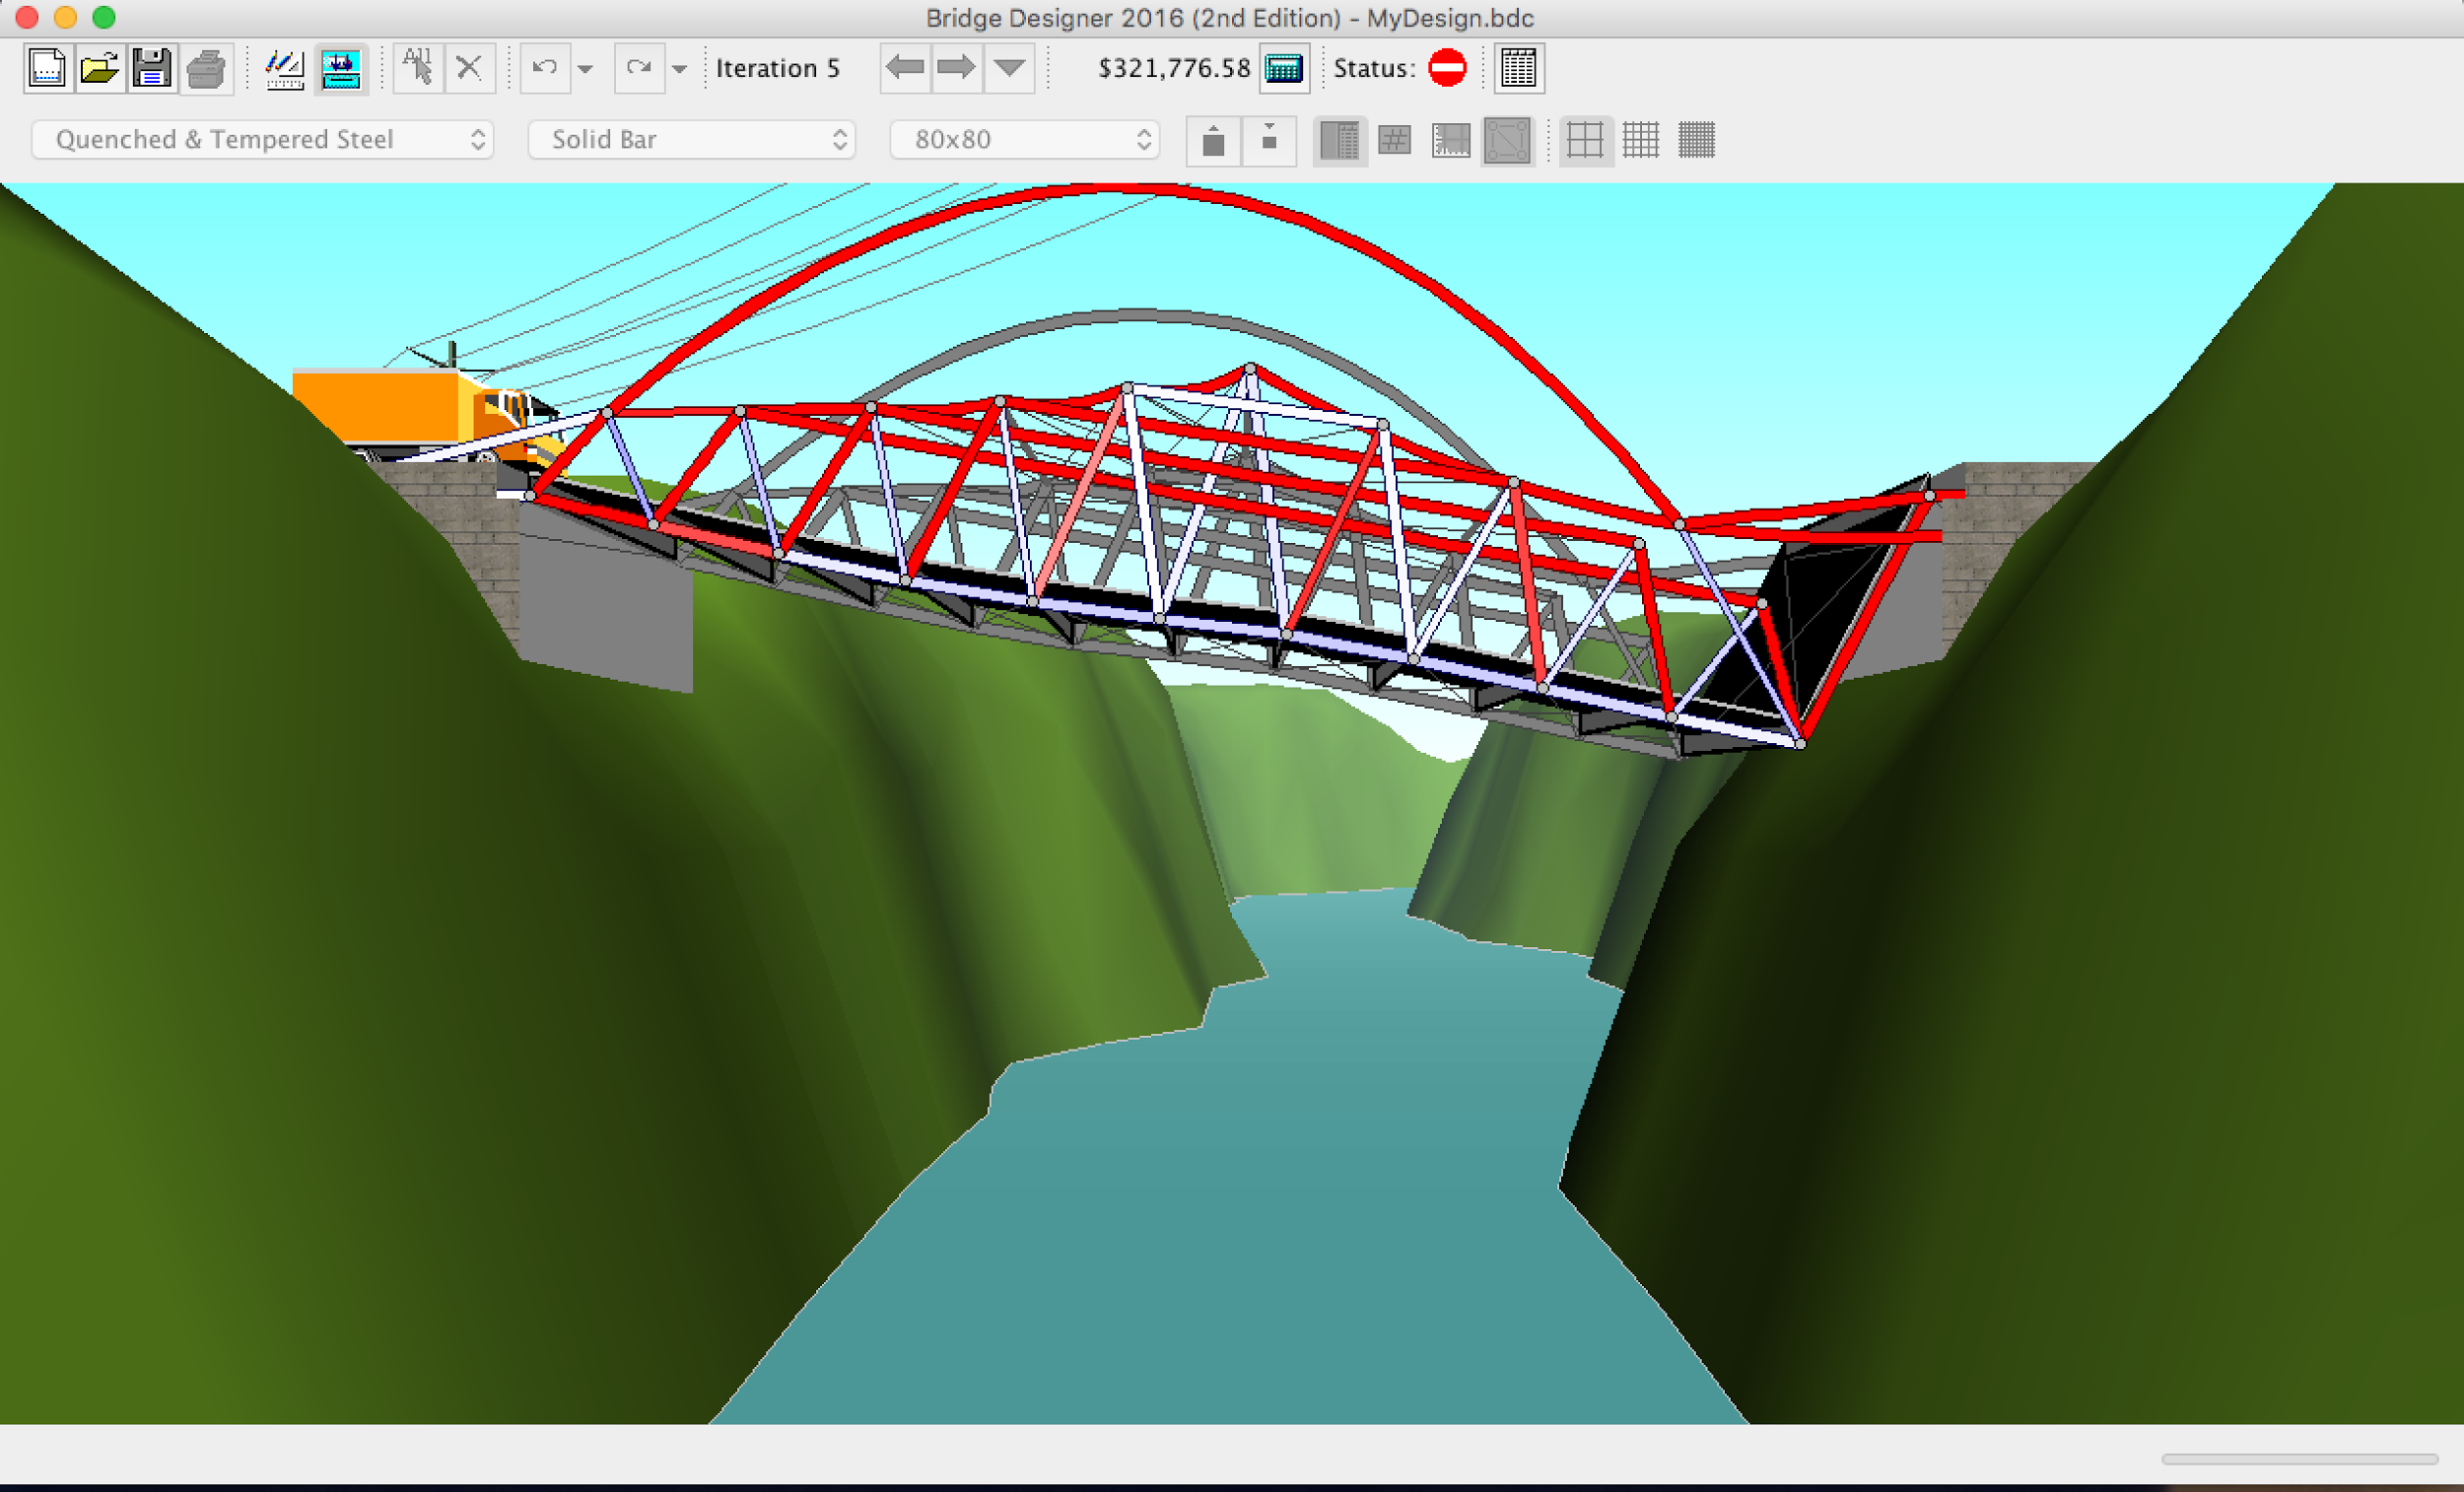 Bridge Designer 2016 (2nd Edition) - MyDesign.bdc
All
Iteration 5
$321,776.58
Status:
Quenched & Tempered Steel
Solid Bar
80x80